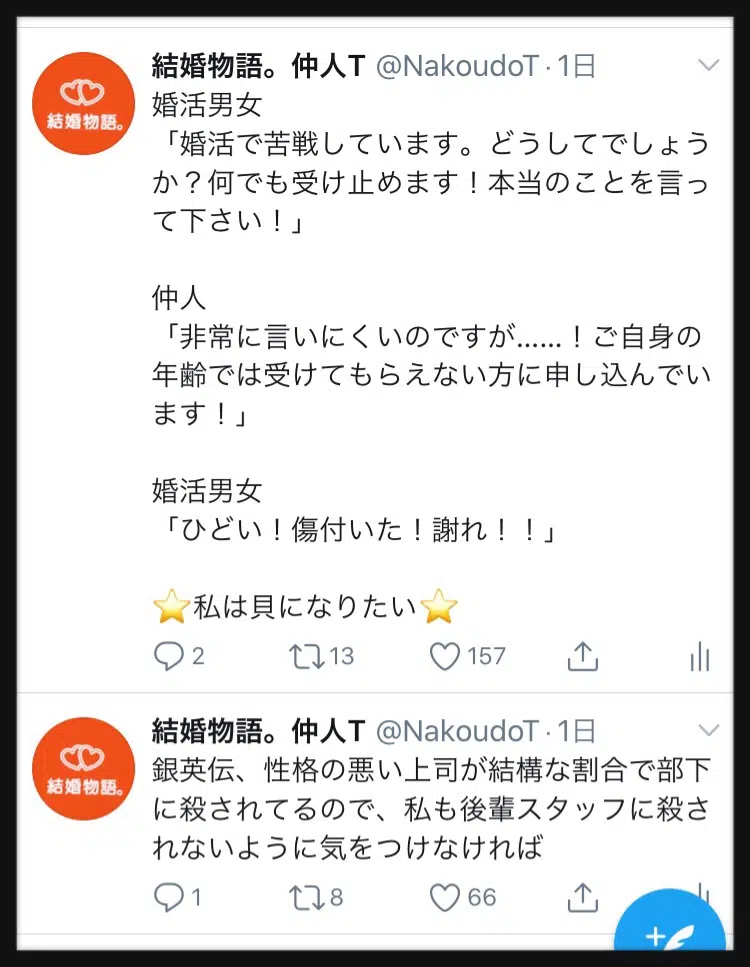 結婚物語。仲人T @NakoudoT・1日
結婚物語。
婚活男女
「婚活で苦戦しています。どうしてでしょう
か？何でも受け止めます！本当のことを言っ
て下さい！」
仲人
「非常に言いにくいのですが……！ご自身の
年齢では受けてもらえない方に申し込んでい
ます！」
婚活男女
「ひどい！傷付いた！謝れ！！」
⭐私は貝になりたい⭐
2 13 157
結婚物語。仲人T @NakoudoT・1日
結婚物語。
銀英伝、性格の悪い上司が結構な割合で部下
に殺されてるので、私も後輩スタッフに殺さ
れないように気をつけなければ
1 8 66